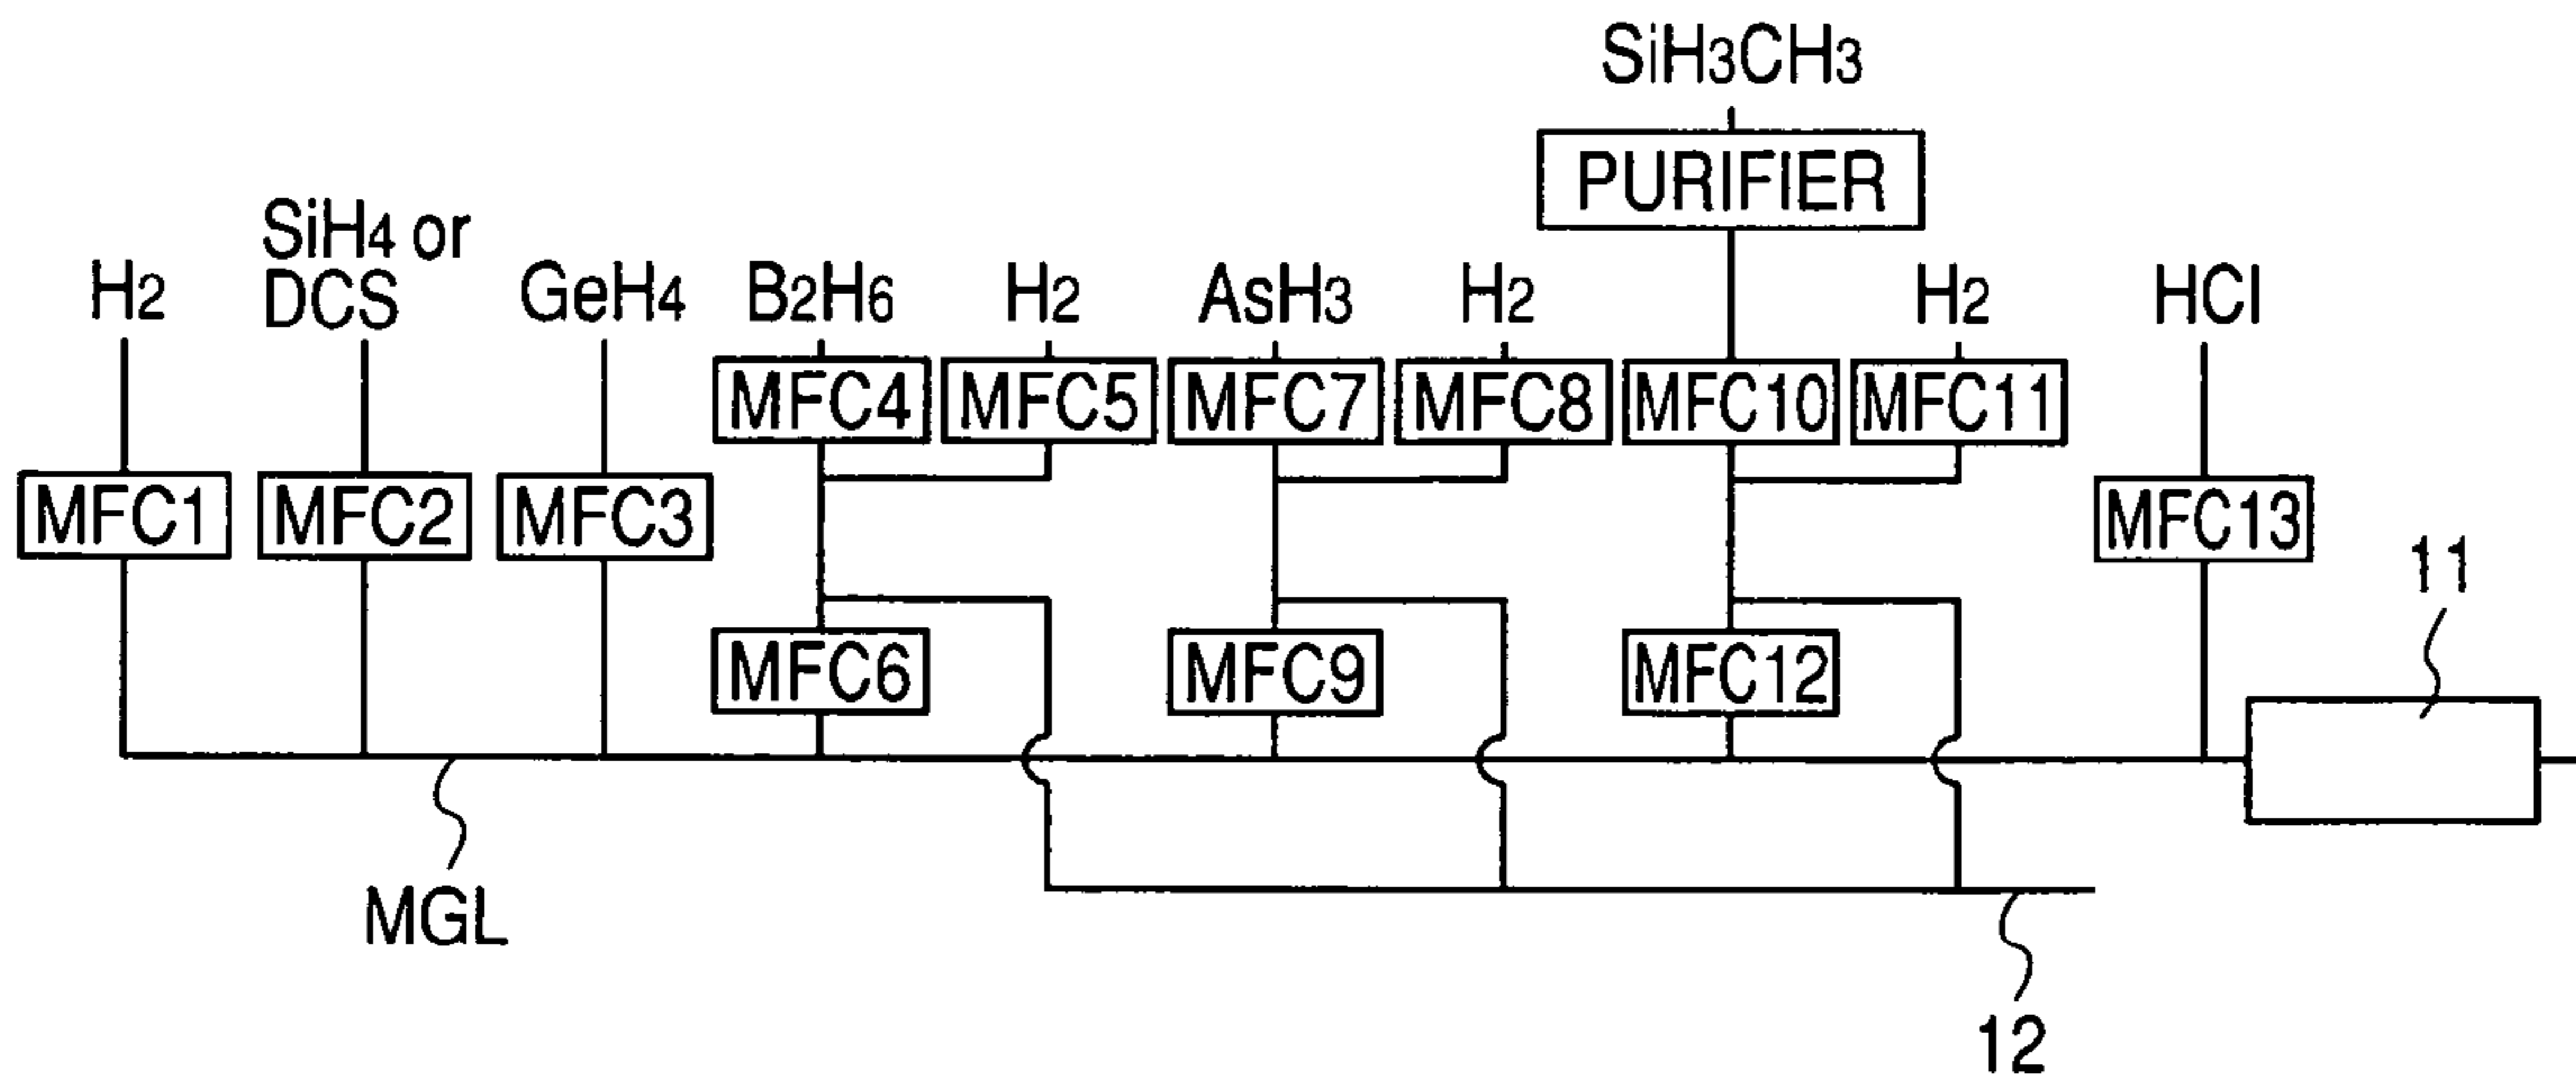 SiH3CH3
PURIFIER
SiH4 or
DCS
H2
GeH4
B2H6
H2
AsH3
H2
H2
HCl
MFC4
MFC5
MFC7
MFC8
MFC10
MFC11
MFC1
MFC2
MFC3
MFC13
11
MFC6
MFC9
MFC12
MGL
12